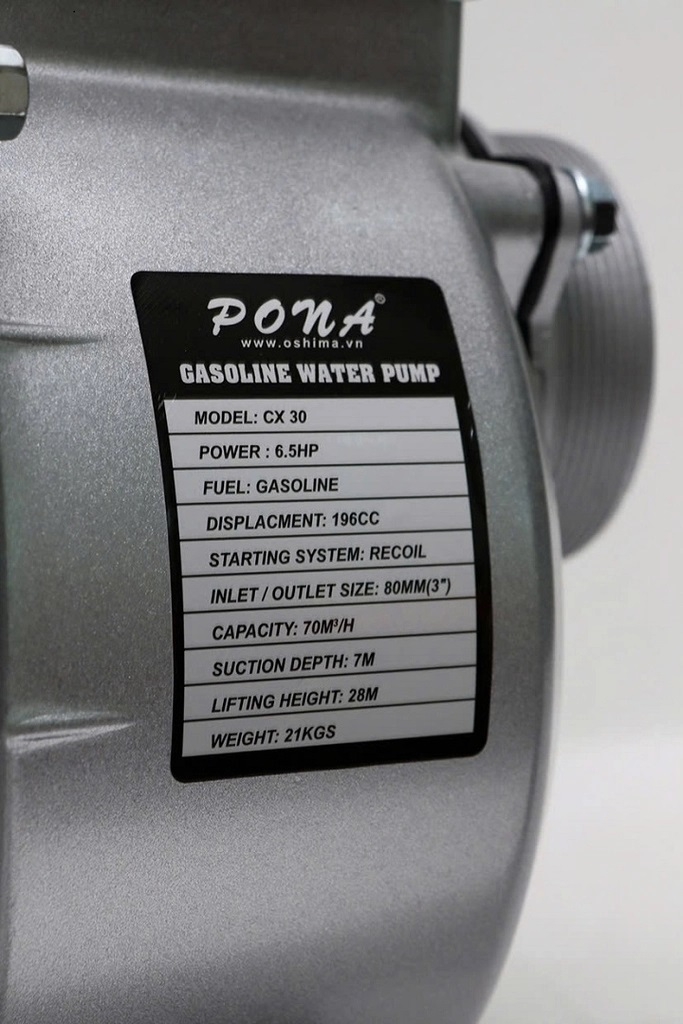 PONA®
www.oshima.vn
GASOLINE WATER PUMP
MODEL: CX 30
POWER : 6.5HP
FUEL: GASOLINE
DISPLACMENT: 196CC
STARTING SYSTEM: RECOIL
INLET / OUTLET SIZE: 80MM(3")
CAPACITY: 70M³/H
SUCTION DEPTH: 7M
LIFTING HEIGHT: 28M
WEIGHT: 21KGS